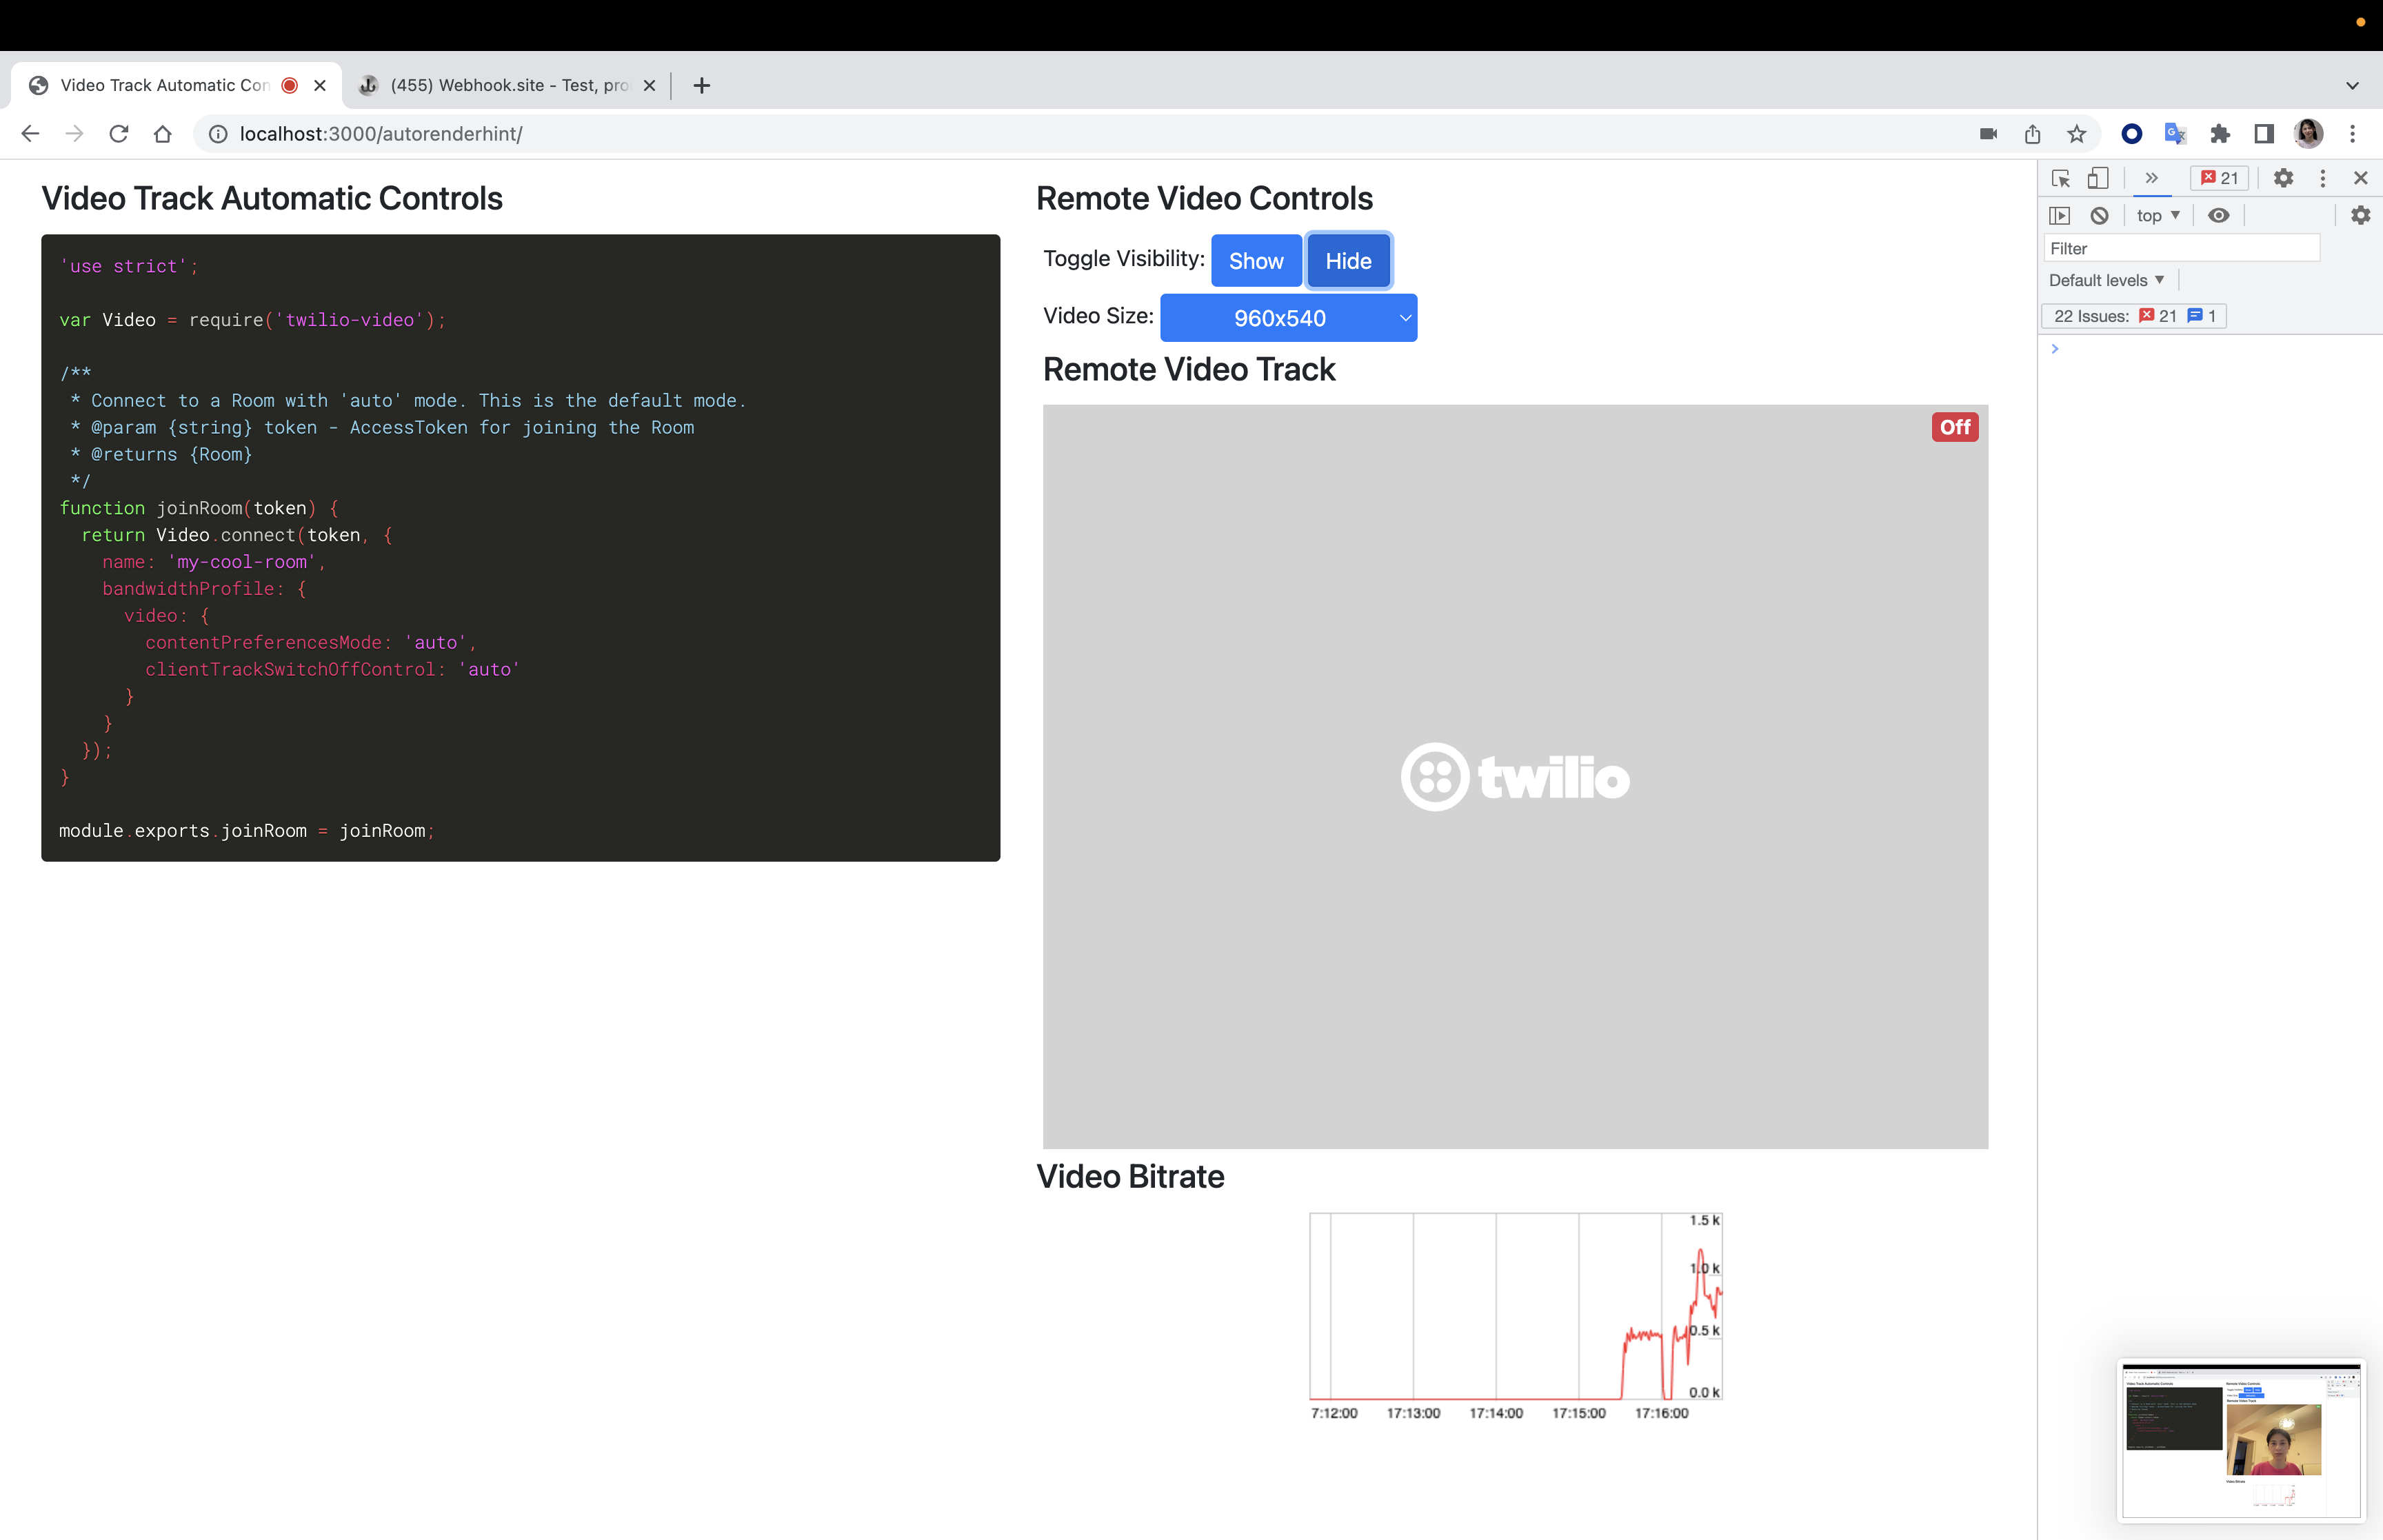 Video Track Automatic Con
(455) Webhook.site - Test, pro
localhost:3000/autorenderhint/
Video Track Automatic Controls
'use strict';
var Video = require('twilio-video');
/**
* Connect to a Room with 'auto' mode. This is the default mode.
* @param {string} token - AccessToken for joining the Room
* @returns {Room}
*/
function joinRoom(token) {
return Video.connect(token, {
name: 'my-cool-room',
bandwidthProfile: {
video: {
contentPreferencesMode: 'auto',
clientTrackSwitchOffControl: 'auto'
}
}
});
}
module.exports.joinRoom = joinRoom;
Remote Video Controls
Toggle Visibility: Show Hide
Video Size: 960x540
Remote Video Track
Off
twilio
Video Bitrate
1.5 k
1.0 k
0.5 k
0.0 k
7:12:00 17:13:00 17:14:00 17:15:00 17:16:00
21
top
Filter
Default levels
22 Issues: 21 1